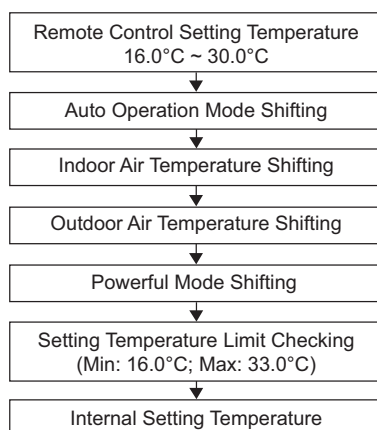 Remote Control Setting Temperature
16.0°C ~ 30.0°C
Auto Operation Mode Shifting
Indoor Air Temperature Shifting
Outdoor Air Temperature Shifting
Powerful Mode Shifting
Setting Temperature Limit Checking
(Min: 16.0°C; Max: 33.0°C)
Internal Setting Temperature